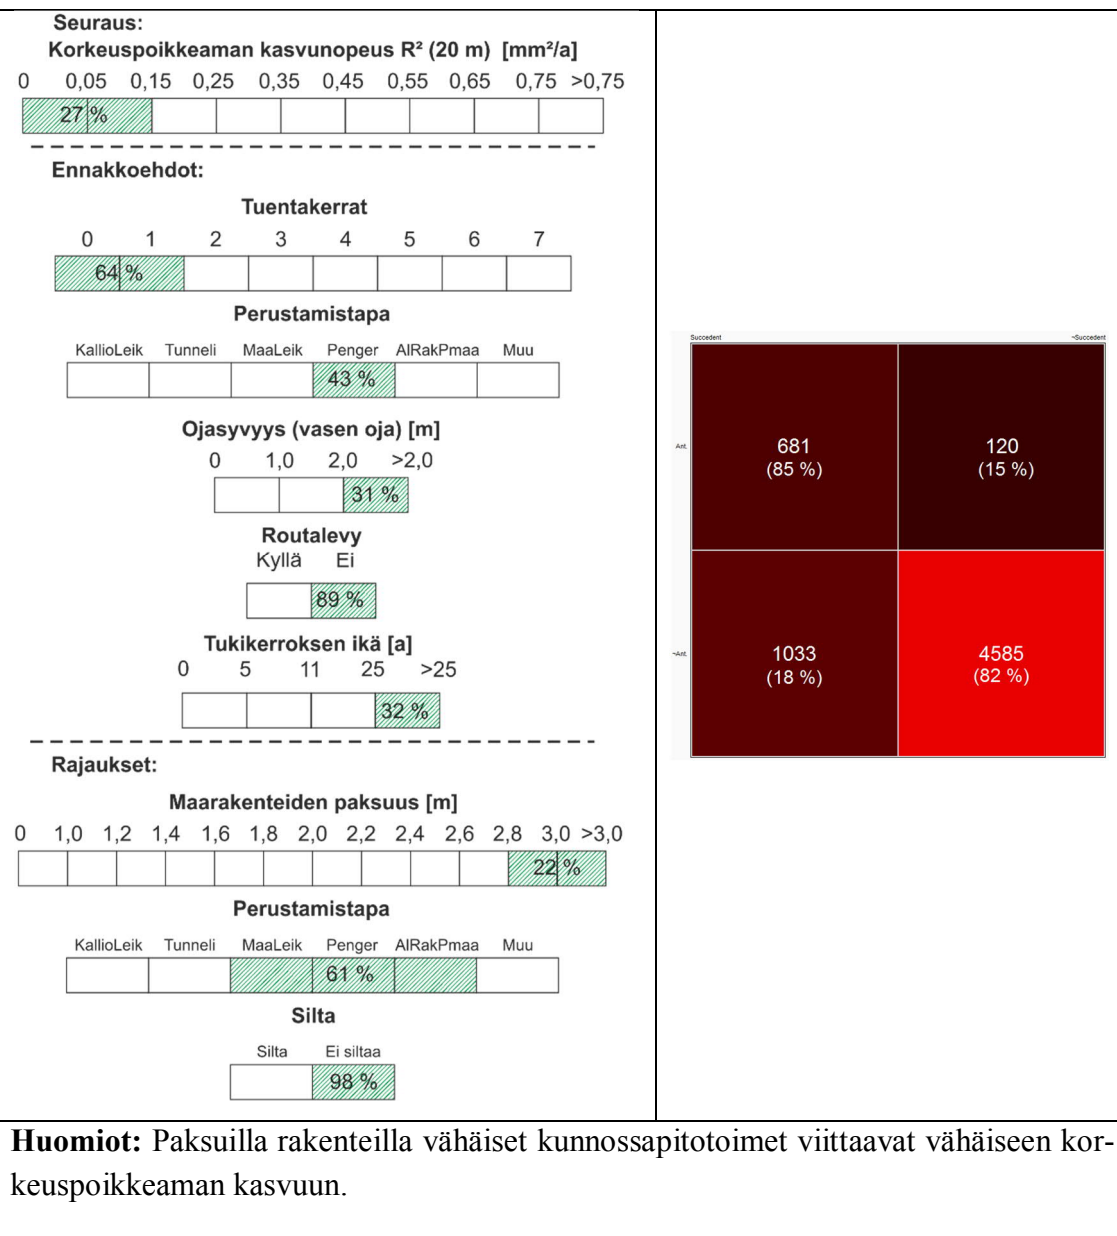 Seuraus:
Korkeuspoikkeaman kasvunopeus R² (20 m) [mm²/a]
0 0,05 0,15 0,25 0,35 0,45 0,55 0,65 0,75 >0,75
27 %
Ennakkoehdot:
Tuentakerrat
0 1 2 3 4 5 6 7
64 %
Perustamistapa
KallioLeik Tunneli MaaLeik Penger AlRakPmaa Muu
43 %
Ojasyvyys (vasen oja) [m]
0 1,0 2,0 >2,0
31 %
Routalevy
Kyllä Ei
89 %
Tukikerroksen ikä [a]
0 5 11 25 >25
32 %
Rajaukset:
Maarakenteiden paksuus [m]
0 1,0 1,2 1,4 1,6 1,8 2,0 2,2 2,4 2,6 2,8 3,0 >3,0
22 %
Perustamistapa
KallioLeik Tunneli MaaLeik Penger AlRakPmaa Muu
61 %
Silta
Silta Ei siltaa
98 %
Succedent ~Succedent
Ant. 681 120
(85 %) (15 %)
~Ant. 1033 4585
(18 %) (82 %)
Huomiot: Paksuilla rakenteilla vähäiset kunnossapitotoimet viittaavat vähäiseen kor-
keuspoikkeaman kasvuun.